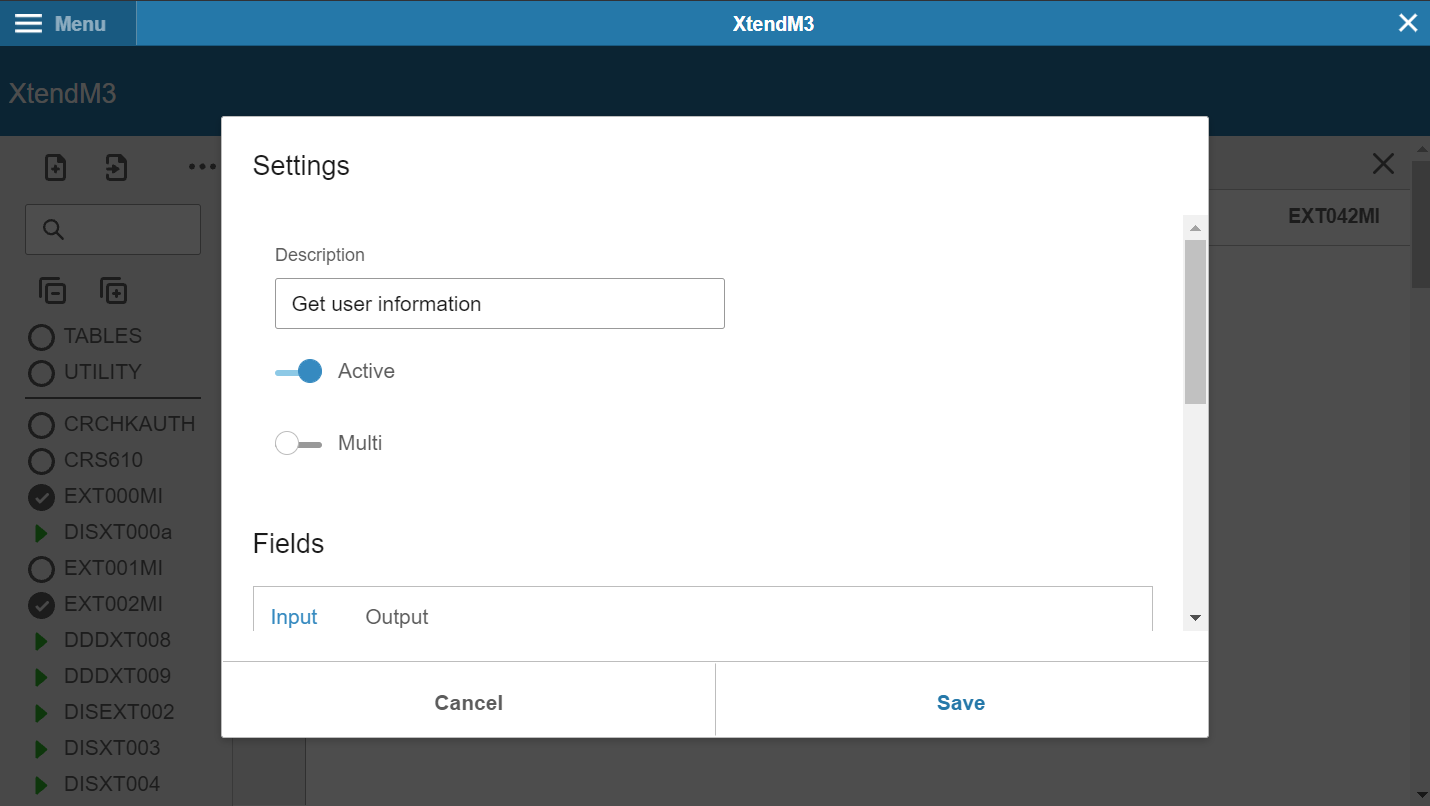 Menu
XtendM3
XtendM3
EXT042MI
TABLES
UTILITY
CRCHKAUTH
CRS610
EXT000MI
DISXT000a
EXT001MI
EXT002MI
DDDXT008
DDDXT009
DISEXT002
DISXT003
DISXT004
Settings
Description
Get user information
Active
Multi
Fields
Input Output
Cancel Save